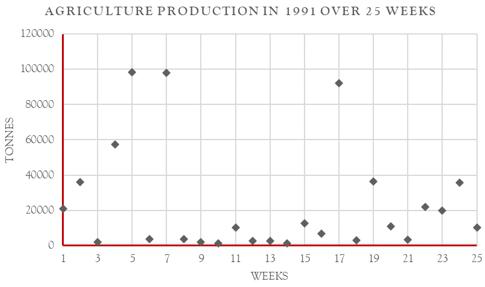 AGRICULTURE PRODUCTION IN 1991 OVER 25 WEEKS
120000
100000
80000
60000
40000
20000
0
TONNES
1 3 5 7 9 11 13 15 17 19 21 23 25
WEEKS